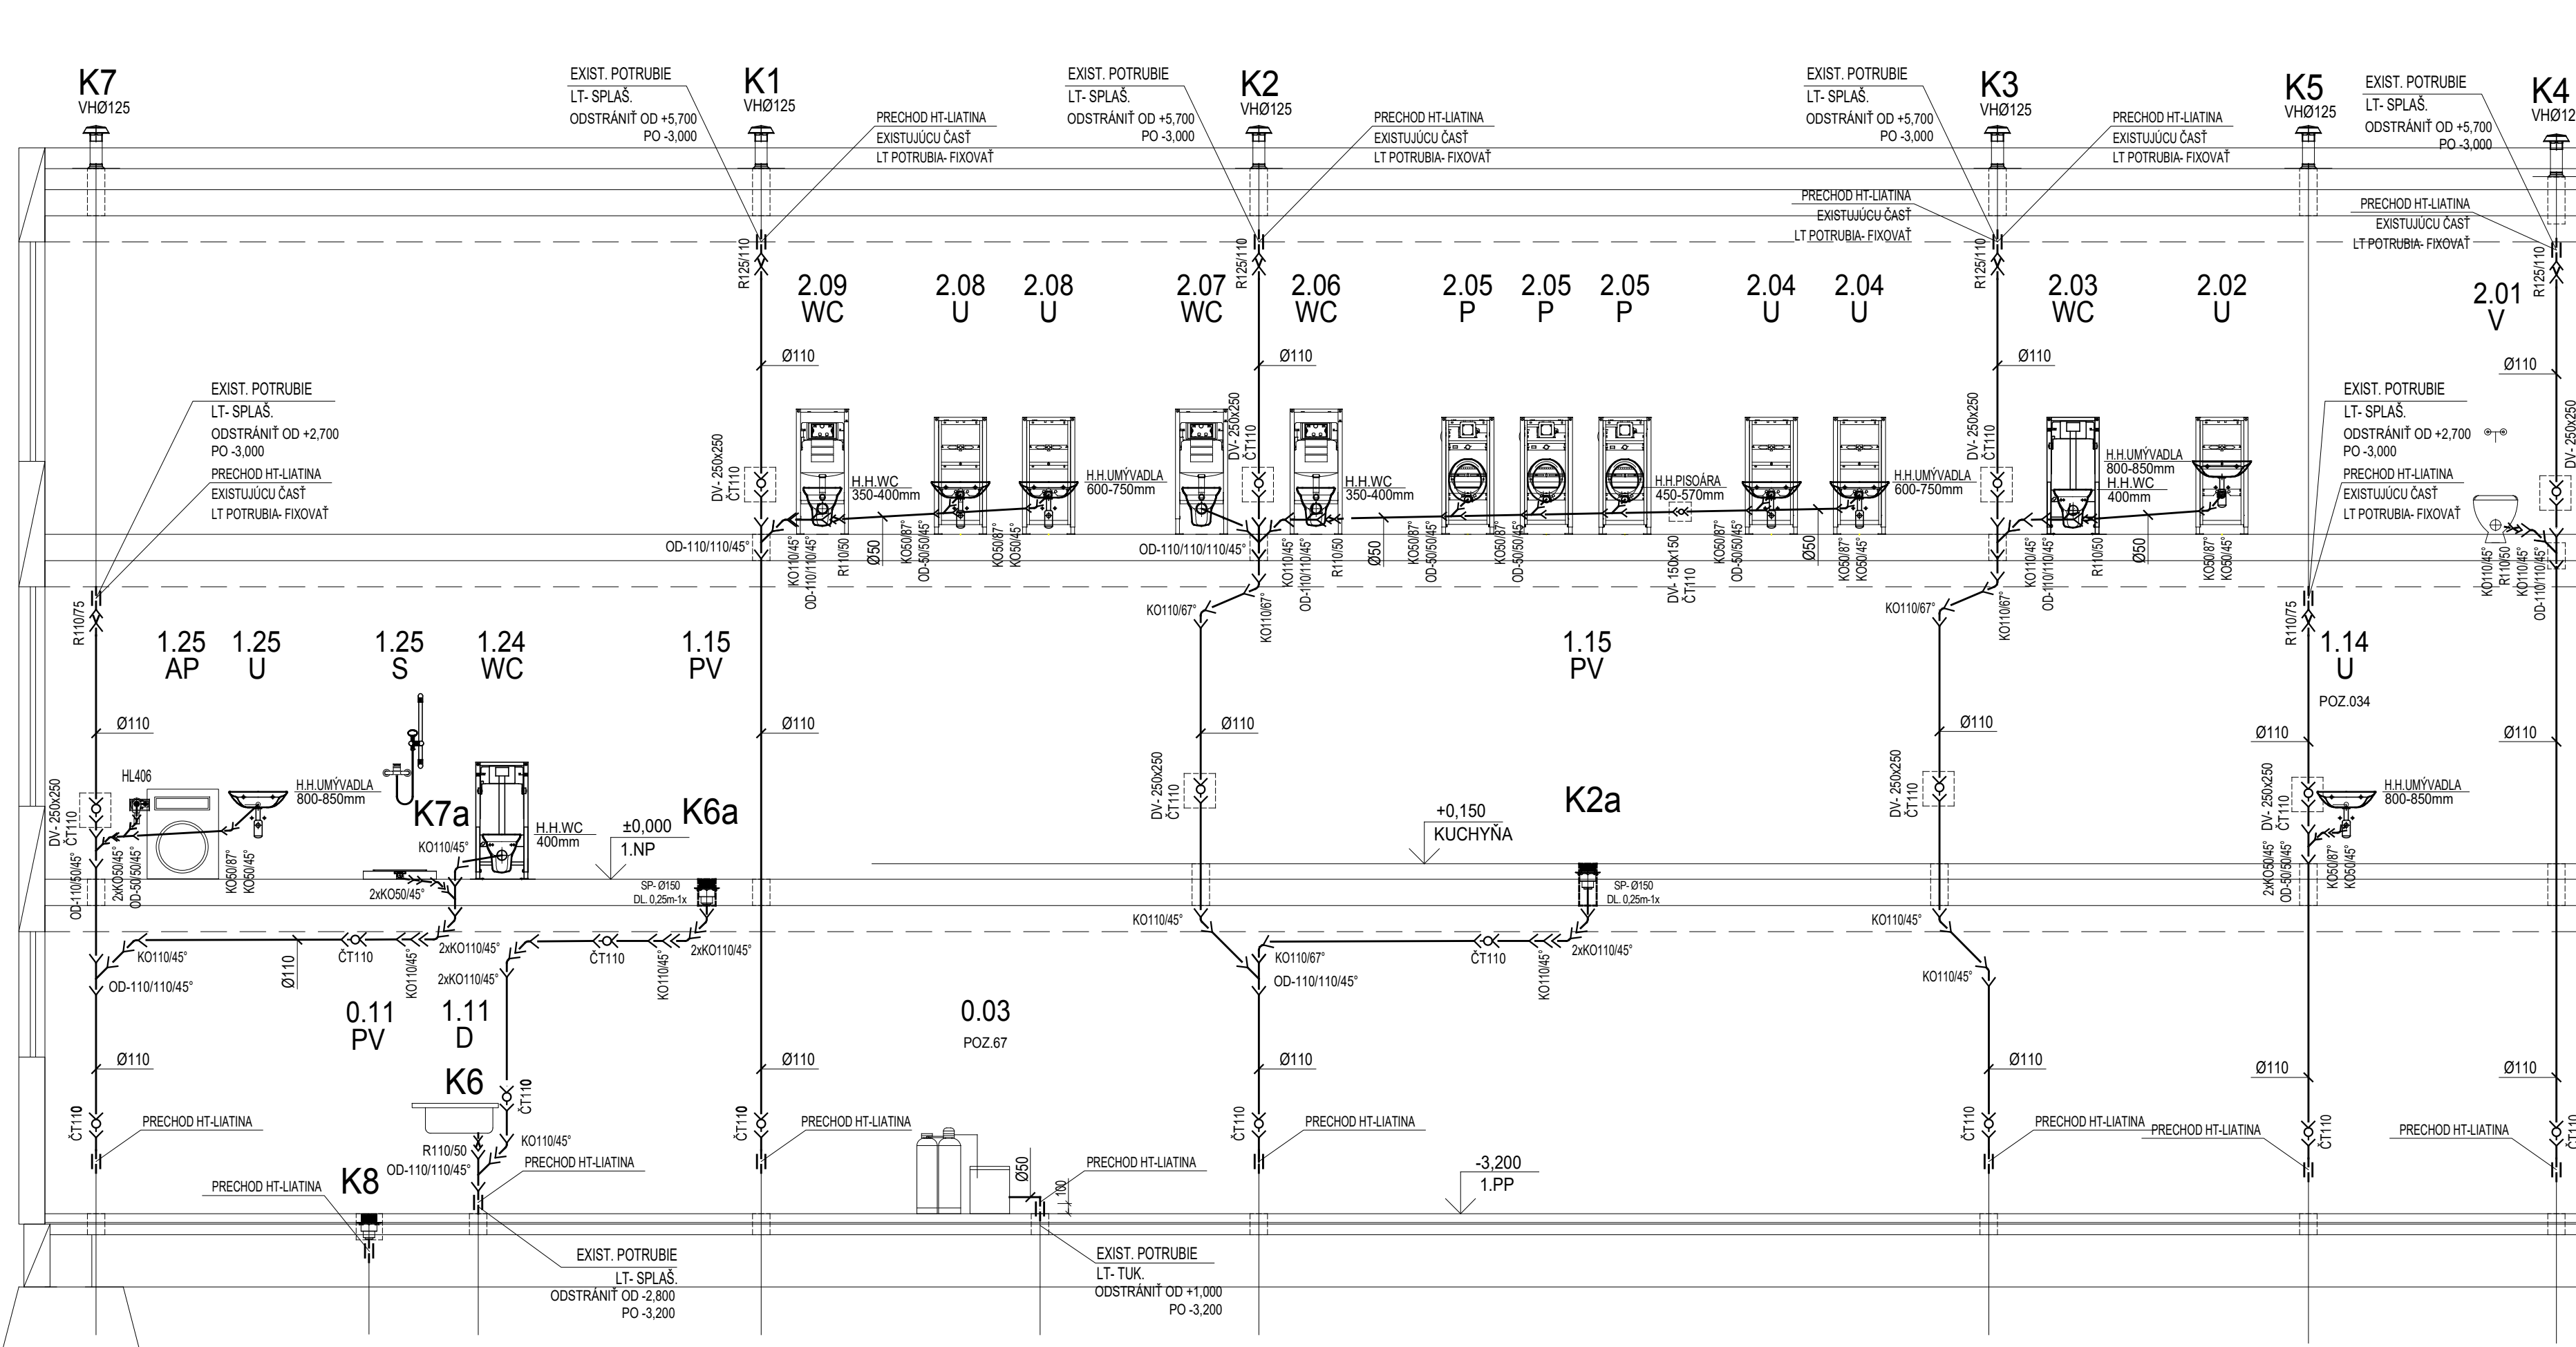 K7
VHØ125
EXIST. POTRUBIE
LT- SPLAŠ.
ODSTRÁNIŤ OD +5,700
PO -3,000
K1
VHØ125
PRECHOD HT-LIATINA
EXISTUJÚCU ČASŤ
LT POTRUBIA- FIXOVAŤ
EXIST. POTRUBIE
LT- SPLAŠ.
ODSTRÁNIŤ OD +5,700
PO -3,000
K2
VHØ125
PRECHOD HT-LIATINA
EXISTUJÚCU ČASŤ
LT POTRUBIA- FIXOVAŤ
EXIST. POTRUBIE
LT- SPLAŠ.
ODSTRÁNIŤ OD +5,700
PO -3,000
K3
VHØ125
PRECHOD HT-LIATINA
EXISTUJÚCU ČASŤ
LT POTRUBIA- FIXOVAŤ
PRECHOD HT-LIATINA
EXISTUJÚCU ČASŤ
LT POTRUBIA- FIXOVAŤ
K5
VHØ125
EXIST. POTRUBIE
LT- SPLAŠ.
ODSTRÁNIŤ OD +5,700
PO -3,000
K4
VHØ12
PRECHOD HT-LIATINA
EXISTUJÚCU ČASŤ
LT POTRUBIA- FIXOVAŤ
R125/110
R125/110
R125/110
R125/110
2.09
WC
2.08
U
2.08
U
2.07
WC
2.06
WC
2.05
P
2.05
P
2.05
P
2.04
U
2.04
U
2.03
WC
2.02
U
2.01
V
Ø110
Ø110
Ø110
Ø110
EXIST. POTRUBIE
LT- SPLAŠ.
ODSTRÁNIŤ OD +2,700
PO -3,000
PRECHOD HT-LIATINA
EXISTUJÚCU ČASŤ
LT POTRUBIA- FIXOVAŤ
EXIST. POTRUBIE
LT- SPLAŠ.
ODSTRÁNIŤ OD +2,700
PO -3,000
PRECHOD HT-LIATINA
EXISTUJÚCU ČASŤ
LT POTRUBIA- FIXOVAŤ
DV- 250x250
ČT110
H.H.WC
350-400mm
H.H.UMÝVADLA
600-750mm
DV- 250x250
ČT110
H.H.WC
350-400mm
H.H.PISOÁRA
450-570mm
H.H.UMÝVADLA
600-750mm
DV- 250x250
ČT110
H.H.UMÝVADLA
800-850mm
H.H.WC
400mm
DV- 250x250
OD-110/110/45°
KO110/45°
OD-110/110/45°
R110/50
Ø50
KO50/87°
OD-50/50/45°
KO50/87°
KO50/45°
OD-110/110/110/45°
KO110/45°
OD-110/110/45°
R110/50
Ø50
KO50/87°
OD-50/50/45°
KO50/87°
OD-50/50/45°
DV- 150x150
ČT110
KO50/87°
OD-50/50/45°
Ø50
KO50/87°
KO50/45°
KO110/45°
OD-110/110/45°
R110/50
Ø50
KO50/87°
KO50/45°
KO110/45°
R110/50
KO110/45°
OD-110/110/45°
R110/75
KO110/67°
KO110/67°
KO110/67°
KO110/67°
R110/75
1.25
AP
1.25
U
1.25
S
1.24
WC
1.15
PV
1.15
PV
1.14
U
POZ.034
Ø110
Ø110
Ø110
Ø110
Ø110
Ø110
DV- 250x250
ČT110
HL406
H.H.UMÝVADLA
800-850mm
K7a
H.H.WC
400mm
±0,000
1.NP
K6a
DV- 250x250
ČT110
+0,150
KUCHYŇA
K2a
DV- 250x250
ČT110
DV- 250x250
ČT110
H.H.UMÝVADLA
800-850mm
OD-110/50/45°
2xKO50/45°
OD-50/50/45°
KO50/87°
KO50/45°
KO110/45°
2xKO50/45°
SP- Ø150
DL. 0,25m-1x
SP- Ø150
DL. 0,25m-1x
2xKO50/45°
OD-50/50/45°
KO50/87°
KO50/45°
KO110/45°
KO110/45°
KO110/45°
OD-110/110/45°
Ø110
ČT110
KO110/45°
2xKO110/45°
2xKO110/45°
ČT110
KO110/45°
2xKO110/45°
KO110/67°
OD-110/110/45°
ČT110
KO110/45°
2xKO110/45°
KO110/45°
0.11
PV
1.11
D
0.03
POZ.67
Ø110
Ø110
Ø110
Ø110
Ø110
Ø110
K6
ČT110
ČT110
PRECHOD HT-LIATINA
KO110/45°
R110/50
OD-110/110/45°
PRECHOD HT-LIATINA
ČT110
PRECHOD HT-LIATINA
ČT110
PRECHOD HT-LIATINA
ČT110
PRECHOD HT-LIATINA
PRECHOD HT-LIATINA
ČT110
PRECHOD HT-LIATINA
ČT110
PRECHOD HT-LIATINA
K8
Ø50
PRECHOD HT-LIATINA
100
-3,200
1.PP
EXIST. POTRUBIE
LT- SPLAŠ.
ODSTRÁNIŤ OD -2,800
PO -3,200
EXIST. POTRUBIE
LT- TUK.
ODSTRÁNIŤ OD +1,000
PO -3,200